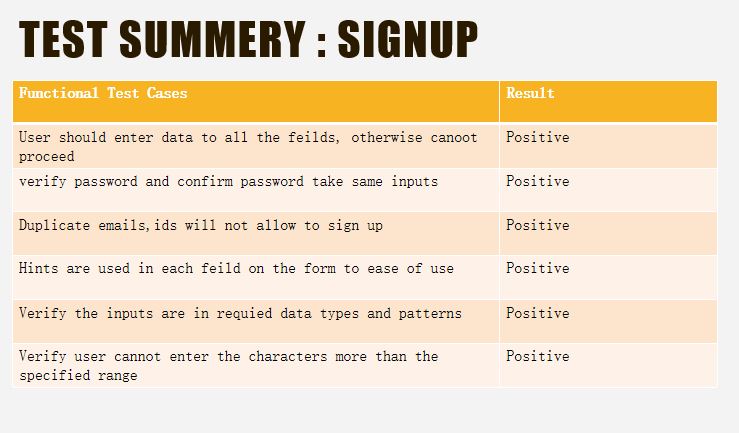 TEST SUMMERY : SIGNUP
Functional Test Cases
Result
User should enter data to all the feilds, otherwise canoot
proceed
Positive
verify password and confirm password take same inputs
Positive
Duplicate emails,ids will not allow to sign up
Positive
Hints are used in each feild on the form to ease of use
Positive
Verify the inputs are in requied data types and patterns
Positive
Verify user cannot enter the characters more than the
specified range
Positive